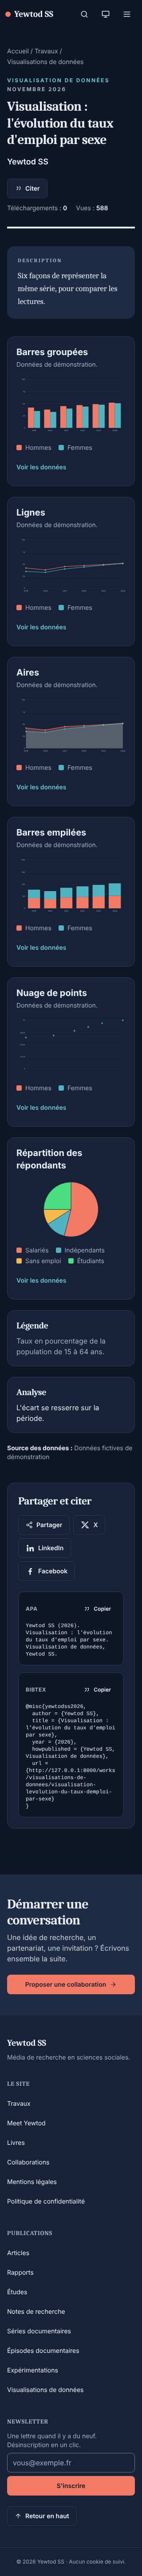 Yewtod SS
Accueil / Travaux /
Visualisations de données
VISUALISATION DE DONNÉES
NOVEMBRE 2026
Visualisation :
l'évolution du taux
d'emploi par sexe
Yewtod SS
Citer
Téléchargements : 0 Vues : 588
DESCRIPTION
Six façons de représenter la
même série, pour comparer les
lectures.
Barres groupées
Données de démonstration.
Hommes Femmes
Voir les données
Lignes
Données de démonstration.
Hommes Femmes
Voir les données
Aires
Données de démonstration.
Hommes Femmes
Voir les données
Barres empilées
Données de démonstration.
Hommes Femmes
Voir les données
Nuage de points
Données de démonstration.
Hommes Femmes
Voir les données
Répartition des
répondants
Salariés Indépendants
Sans emploi Étudiants
Voir les données
Légende
Taux en pourcentage de la
population de 15 à 64 ans.
Analyse
L'écart se resserre sur la
période.
Source des données : Données fictives de
démonstration
Partager et citer
Partager X
LinkedIn
Facebook
APA Copier
Yewtod SS (2026).
Visualisation : l'évolution
du taux d'emploi par sexe.
Visualisation de données,
Yewtod SS.
BIBTEX Copier
@misc{yewtodss2026,
author = {Yewtod SS},
title = {Visualisation :
l'évolution du taux d'emploi
par sexe},
year = {2026},
howpublished = {Yewtod SS,
Visualisation de données},
url =
{http://127.0.0.1:8000/works
/visualisations-de-
donnees/visualisation-
levolution-du-taux-demploi-
par-sexe}
}
Démarrer une
conversation
Une idée de recherche, un
partenariat, une invitation ? Écrivons
ensemble la suite.
Proposer une collaboration →
Yewtod SS
Média de recherche en sciences sociales.
LE SITE
Travaux
Meet Yewtod
Livres
Collaborations
Mentions légales
Politique de confidentialité
PUBLICATIONS
Articles
Rapports
Études
Notes de recherche
Séries documentaires
Épisodes documentaires
Expérimentations
Visualisations de données
NEWSLETTER
Une lettre quand il y a du neuf.
Désinscription en un clic.
vous@exemple.fr
S'inscrire
↑ Retour en haut
© 2026 Yewtod SS · Aucun cookie de suivi.